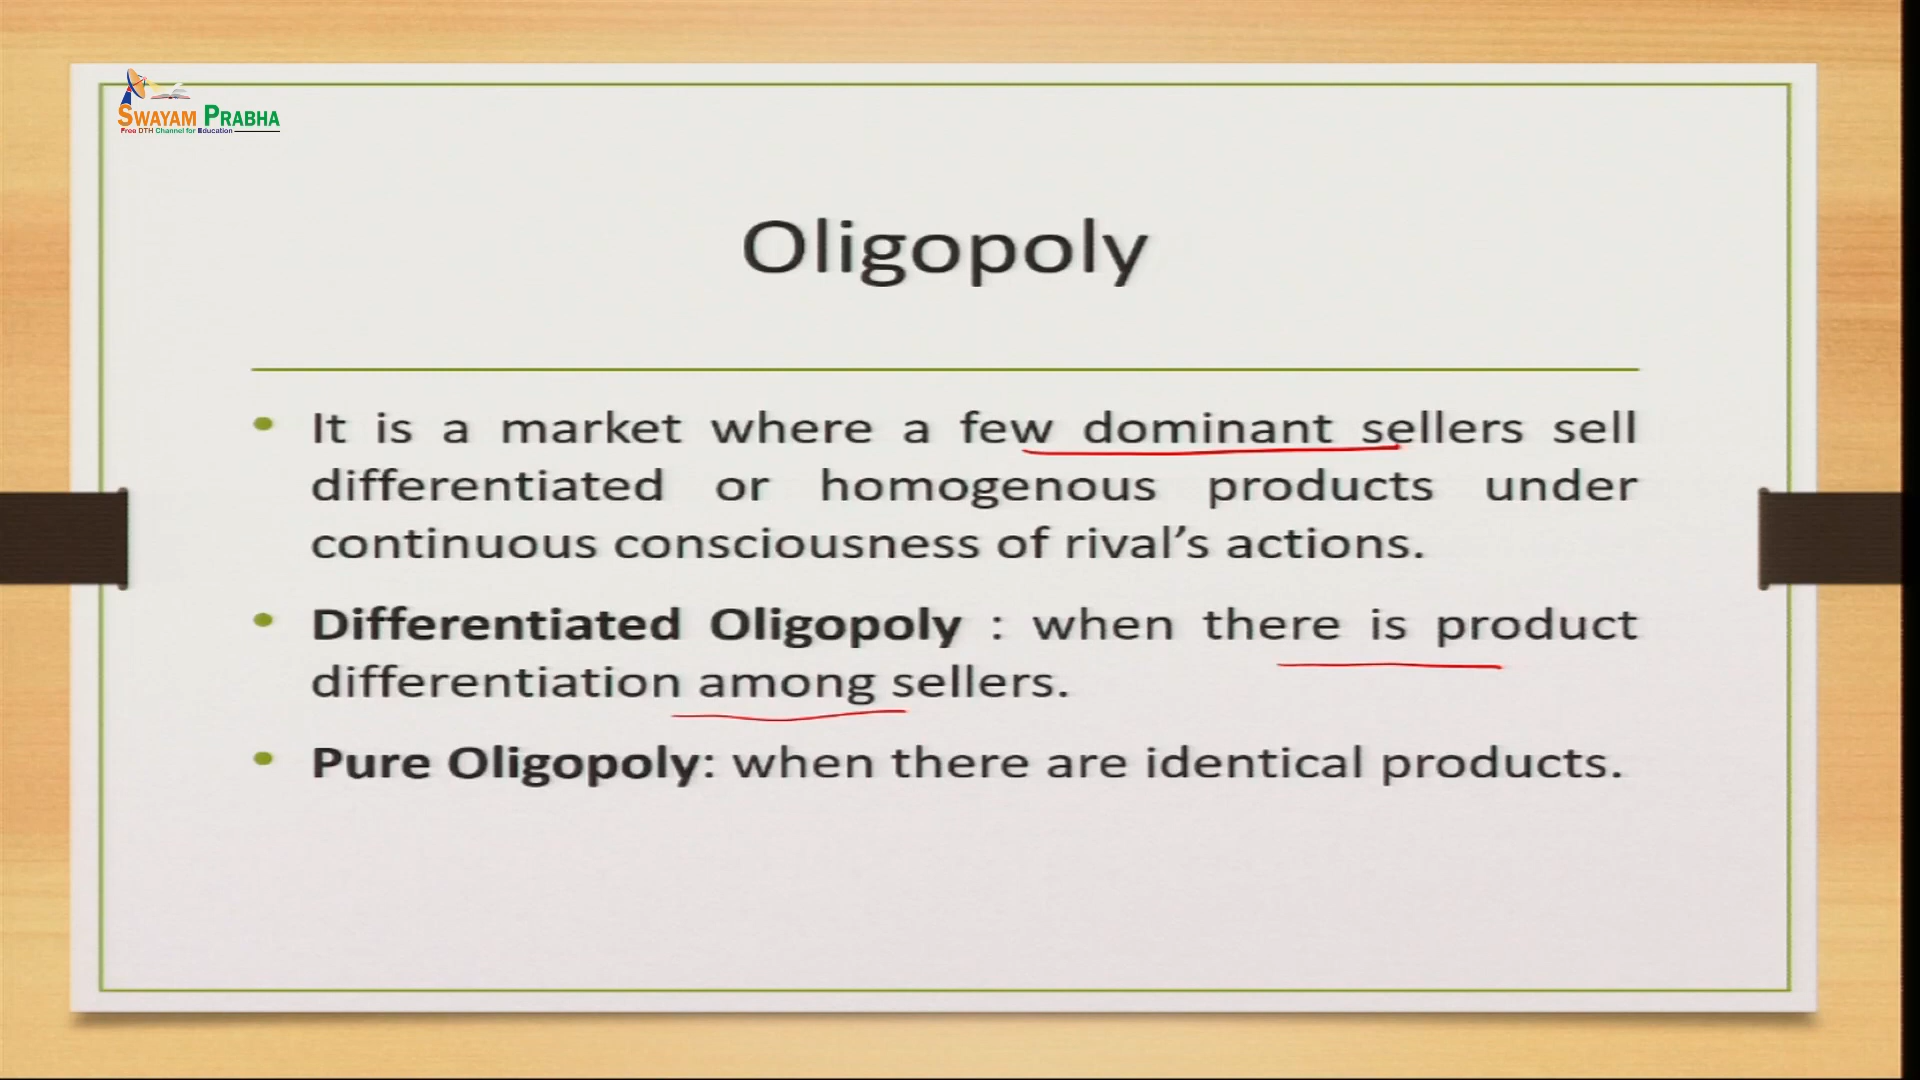 SWAYAM PRABHA
Free DTH Channel for Education
Oligopoly
• It is a market where a few dominant sellers sell
differentiated or homogenous products under
continuous consciousness of rival’s actions.
• Differentiated Oligopoly : when there is product
differentiation among sellers.
• Pure Oligopoly: when there are identical products.